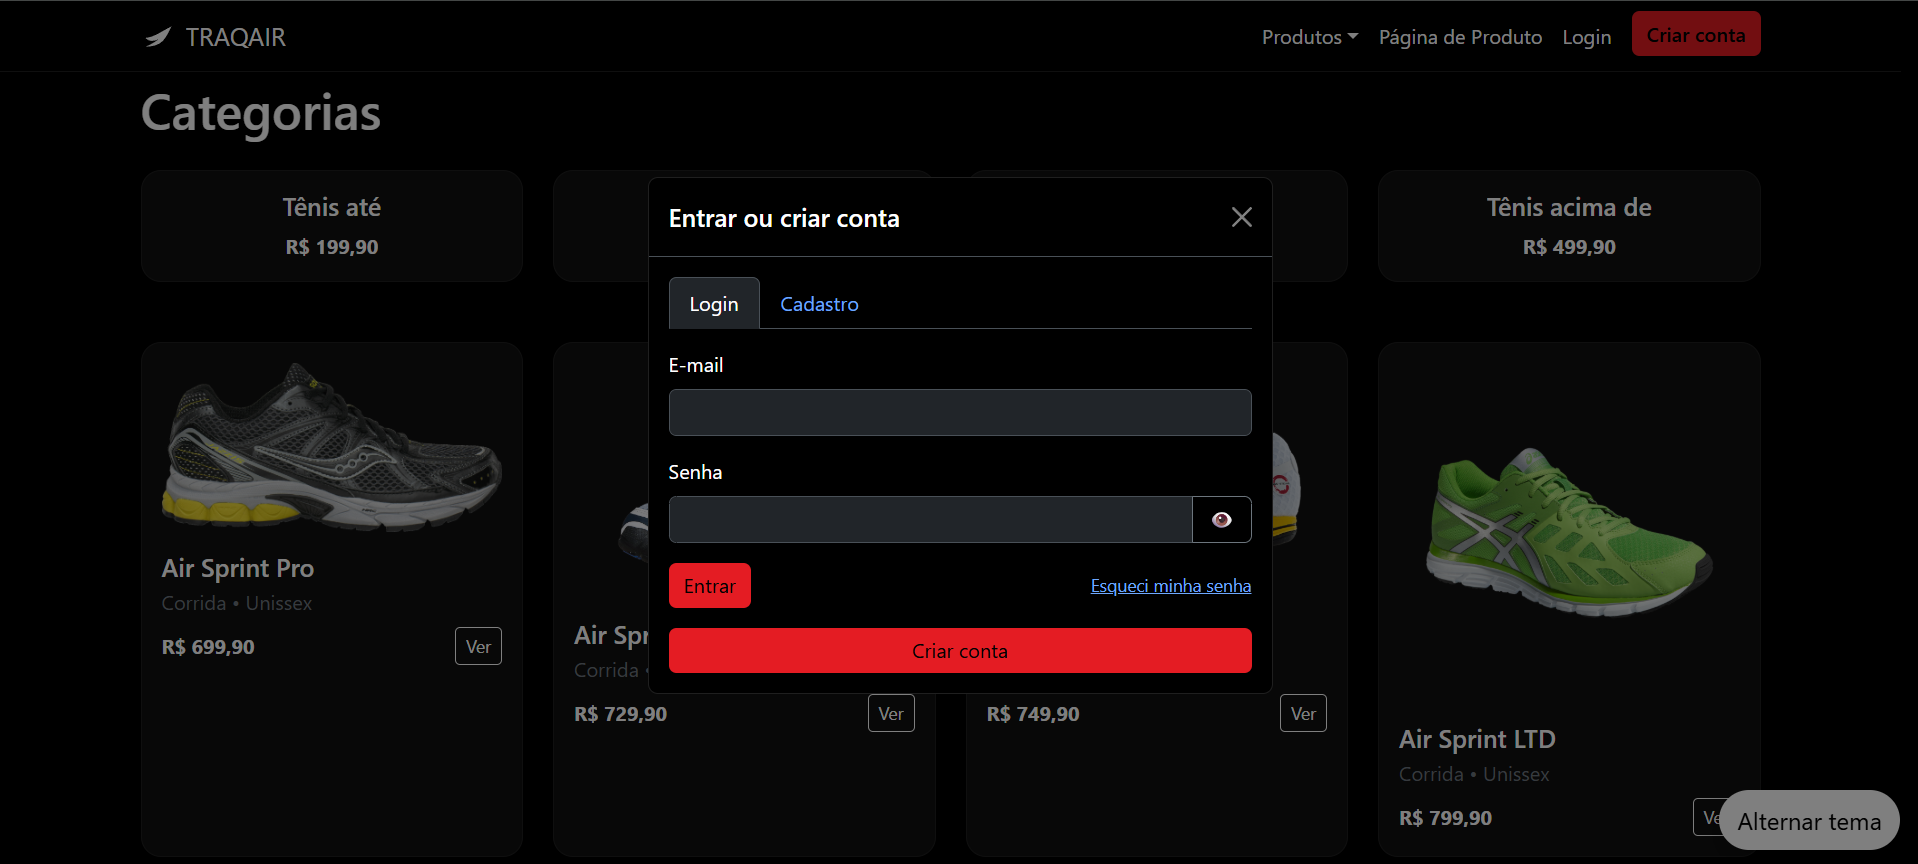 TRAQAIR
Produtos
Página de Produto
Login
Criar conta
Categorias
Tênis até
R$ 199,90
Tênis acima de
R$ 499,90
Entrar ou criar conta
Login
Cadastro
E-mail
Senha
Entrar
Esqueci minha senha
Criar conta
Air Sprint Pro
Corrida • Unissex
R$ 699,90
Ver
Air
Corrida
R$ 729,90
Ver
R$ 749,90
Ver
Air Sprint LTD
Corrida • Unissex
R$ 799,90
Alternar tema